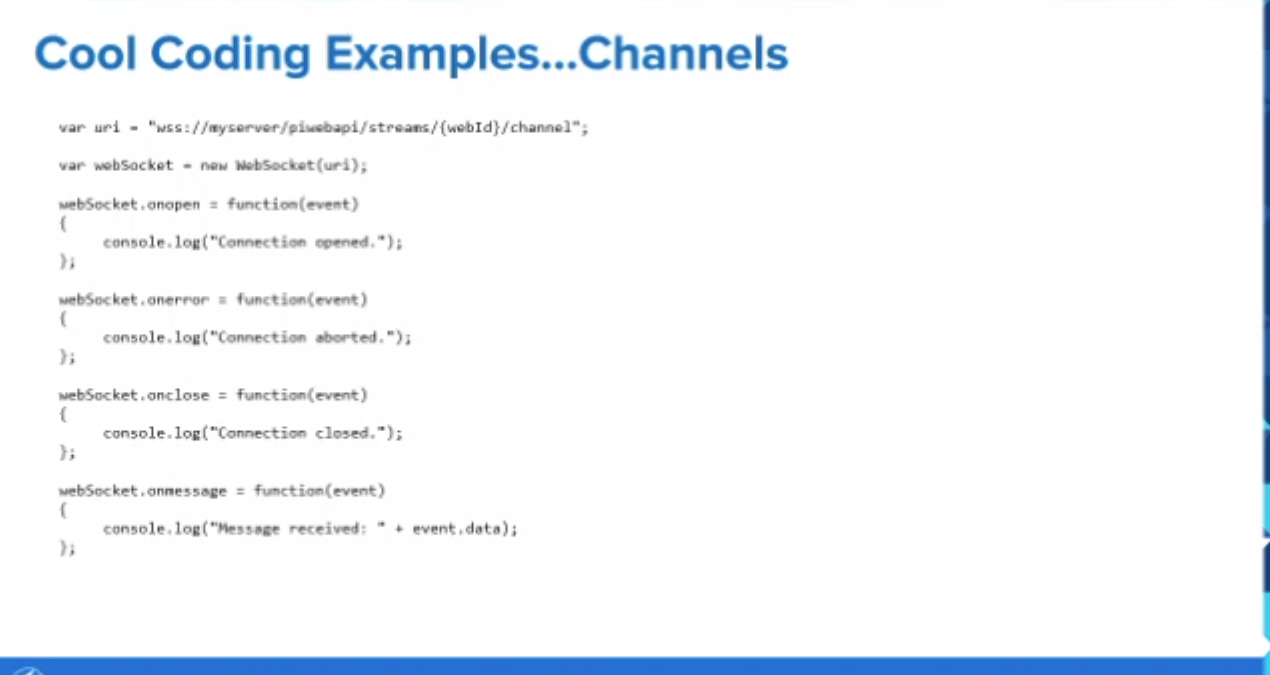 Cool Coding Examples...Channels
var uri = "wss://myserver/piwebapi/streams/{webId}/channel";
var webSocket = new WebSocket(uri);
webSocket.onopen = function(event)
{
console.log("Connection opened.");
};
webSocket.onerror = function(event)
{
console.log("Connection aborted.");
};
webSocket.onclose = function(event)
{
console.log("Connection closed.");
};
webSocket.onmessage = function(event)
{
console.log("Message received: " + event.data);
};